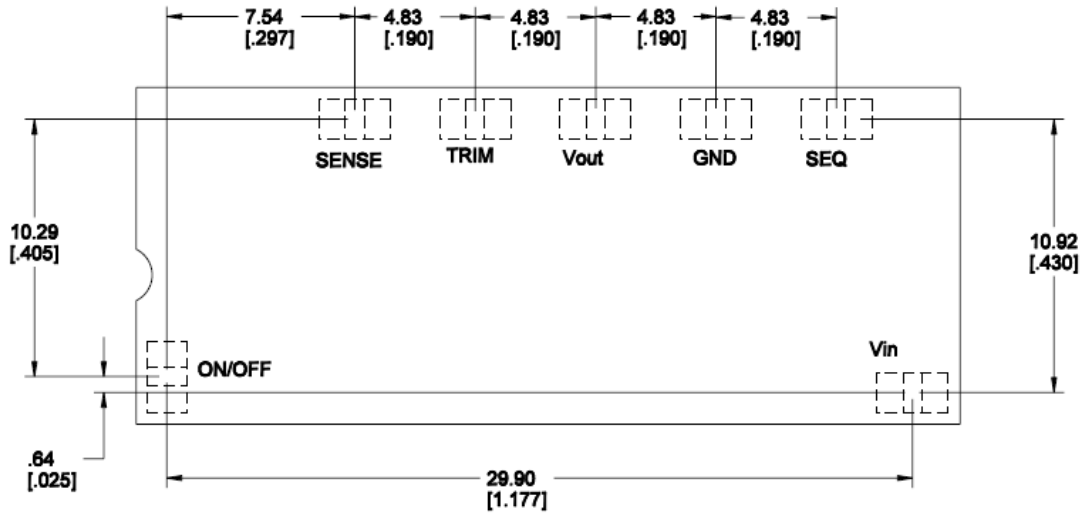 7.54
[.297]
4.83
[.190]
4.83
[.190]
4.83
[.190]
4.83
[.190]
SENSE
TRIM
Vout
GND
SEQ
10.29
[.405]
10.92
[.430]
ON/OFF
Vin
.64
[.025]
29.90
[1.177]